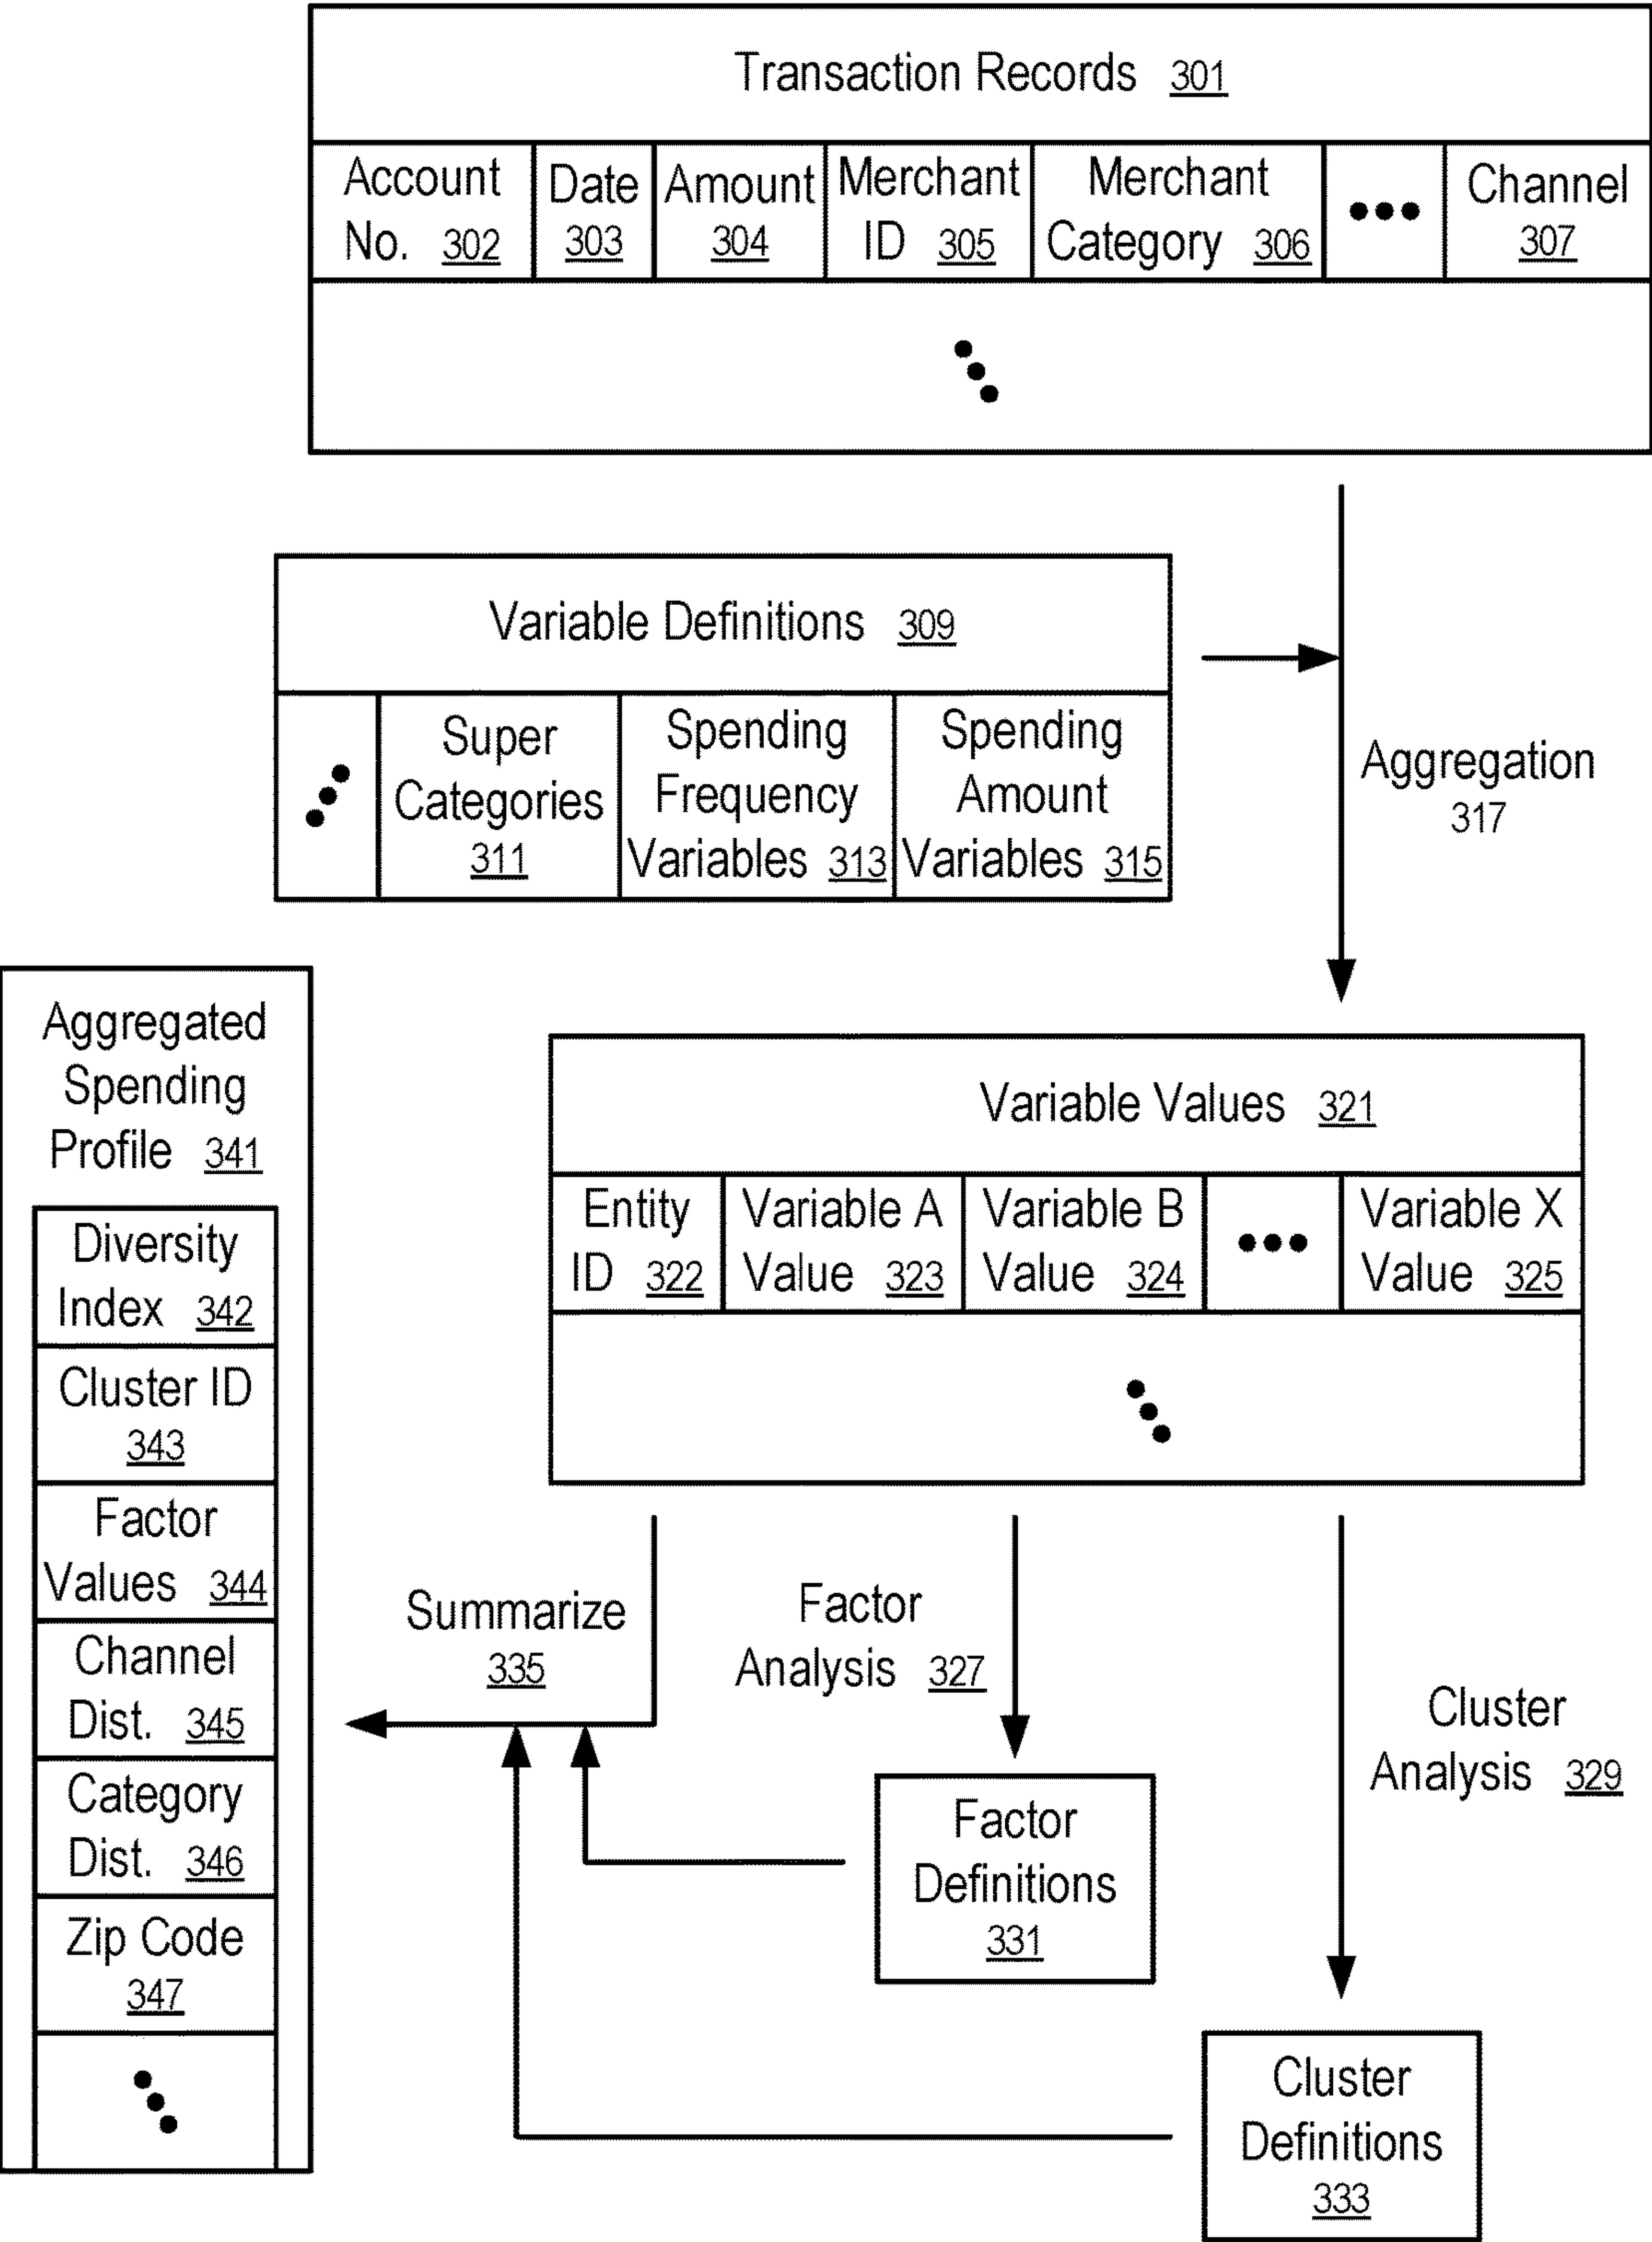 Transaction Records 301
Account
No. 302
Date
303
Amount
304
Merchant
ID 305
Merchant
Category 306
Channel
307
Variable Definitions 309
Super
Categories
311
Spending
Frequency
Variables 313
Spending
Amount
Variables 315
Aggregation
317
Aggregated
Spending
Profile 341
Diversity
Index 342
Cluster ID
343
Factor
Values 344
Channel
Dist. 345
Category
Dist. 346
Zip Code
347
Variable Values 321
Entity
ID 322
Variable A
Value 323
Variable B
Value 324
Variable X
Value 325
Summarize
335
Factor
Analysis 327
Cluster
Analysis 329
Factor
Definitions
331
Cluster
Definitions
333